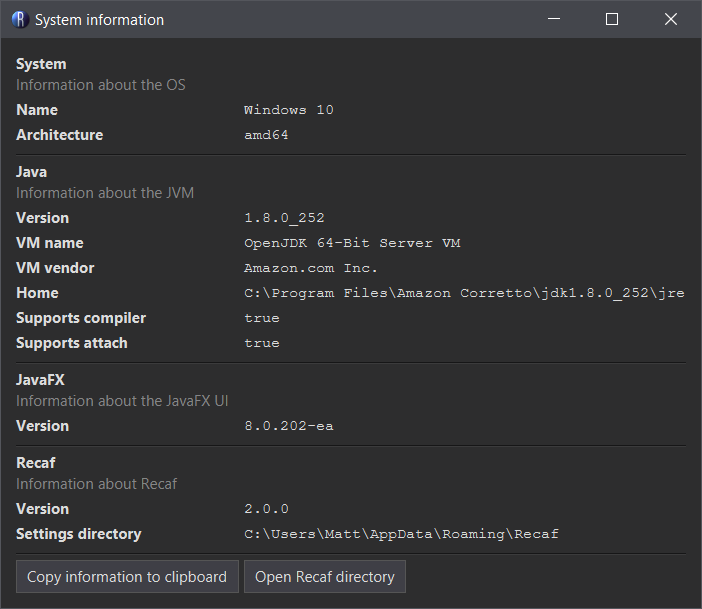 System information
System
Information about the OS
Name Windows 10
Architecture amd64
Java
Information about the JVM
Version 1.8.0_252
VM name OpenJDK 64-Bit Server VM
VM vendor Amazon.com Inc.
Home C:\Program Files\Amazon Corretto\jdk1.8.0_252\jre
Supports compiler true
Supports attach true
JavaFX
Information about the JavaFX UI
Version 8.0.202-ea
Recaf
Information about Recaf
Version 2.0.0
Settings directory C:\Users\Matt\AppData\Roaming\Recaf
Copy information to clipboard Open Recaf directory